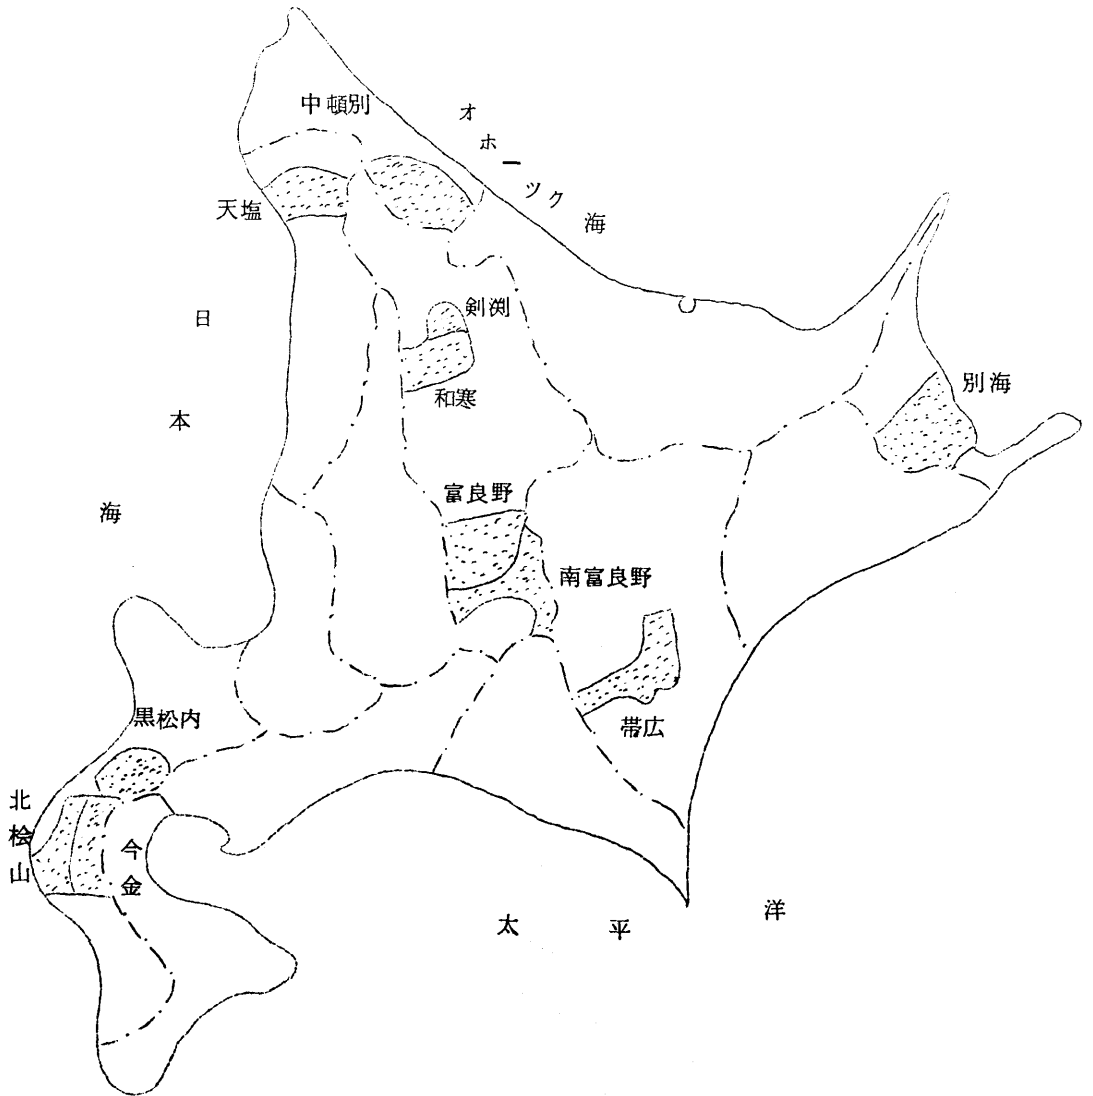 中頓別
オホーツク海
天塩
剣渕
日本海
和寒
別海
富良野
南富良野
黒松内
帯広
北桧山
今金
太平洋